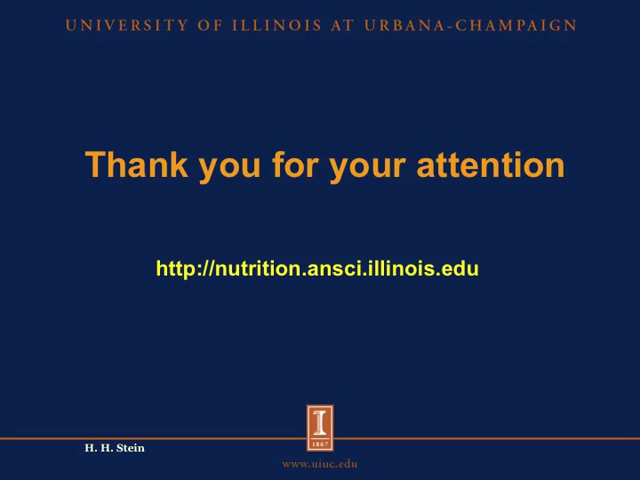 UNIVERSITY OF ILLINOIS AT URBANA-CHAMPAIGN
Thank you for your attention
http://nutrition.ansci.illinois.edu
I
1867
H. H. Stein
www.uiuc.edu